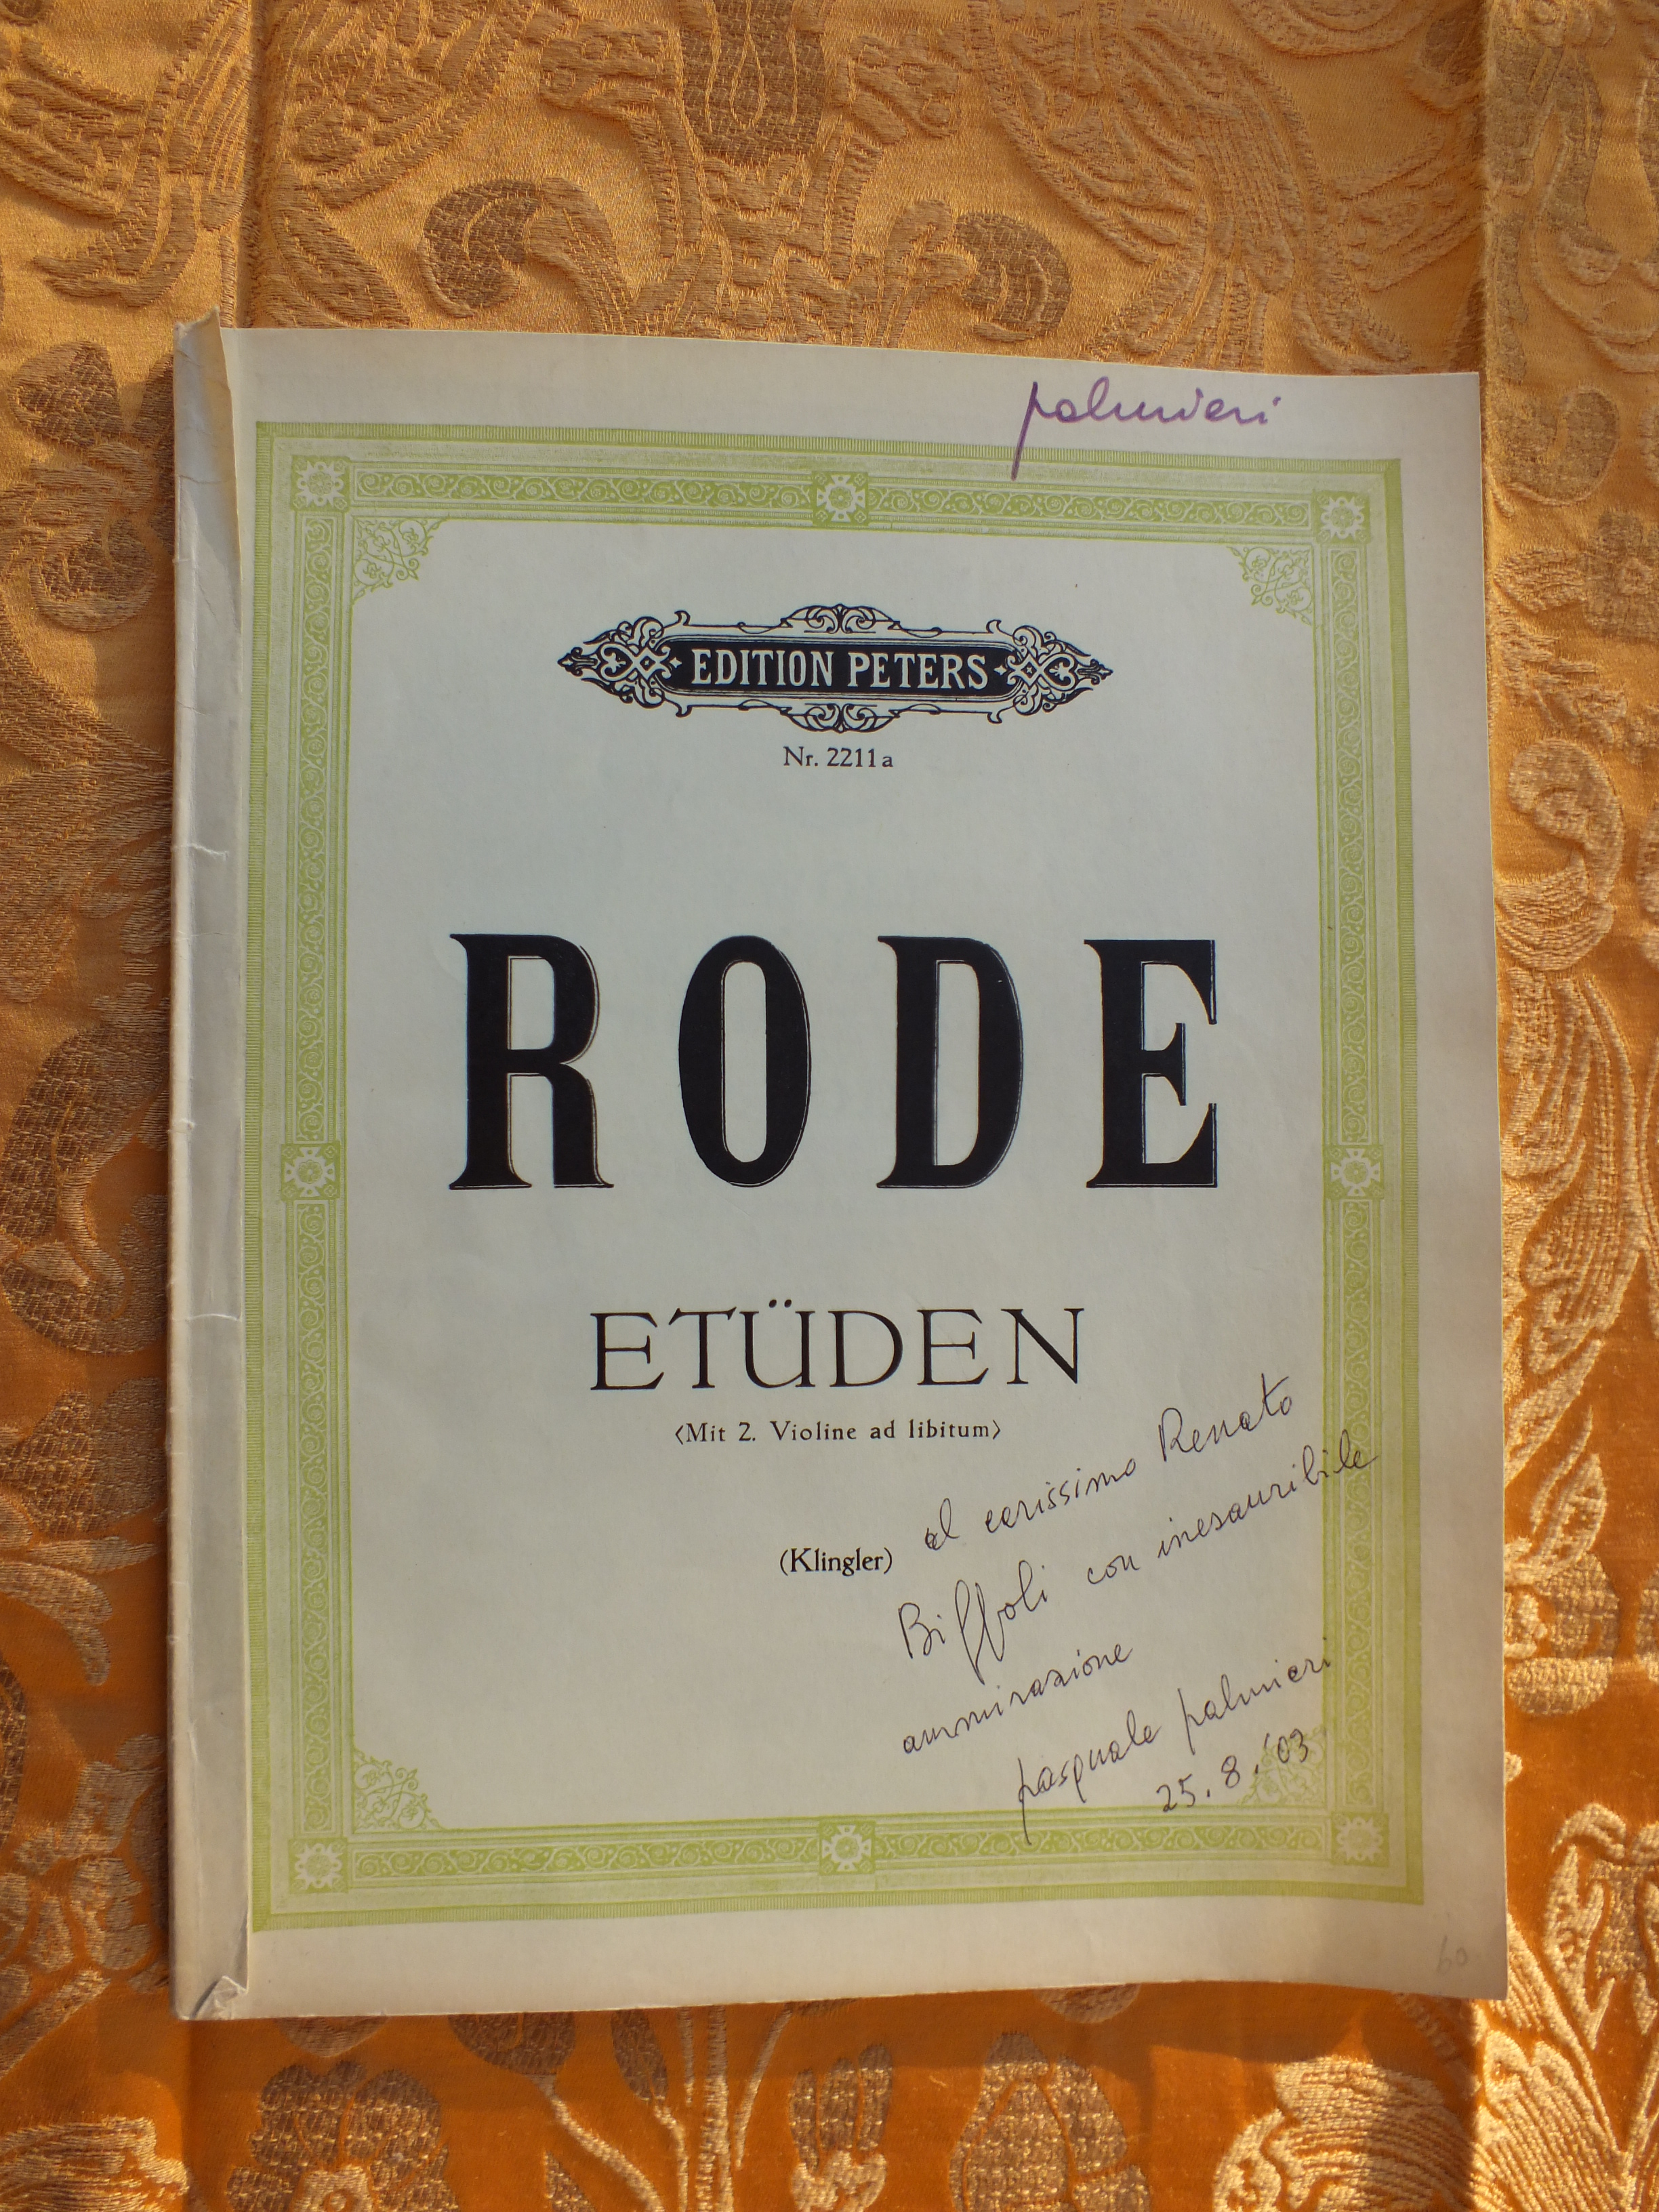 palmieri
EDITION PETERS
Nr. 2211a
RODE
ETÜDEN
‹Mit 2. Violine ad libitum›
(Klingler)
al carissimo Renato
Biffoli con inesauribile
ammirazione
pasquale palmieri
25.8.'03
60